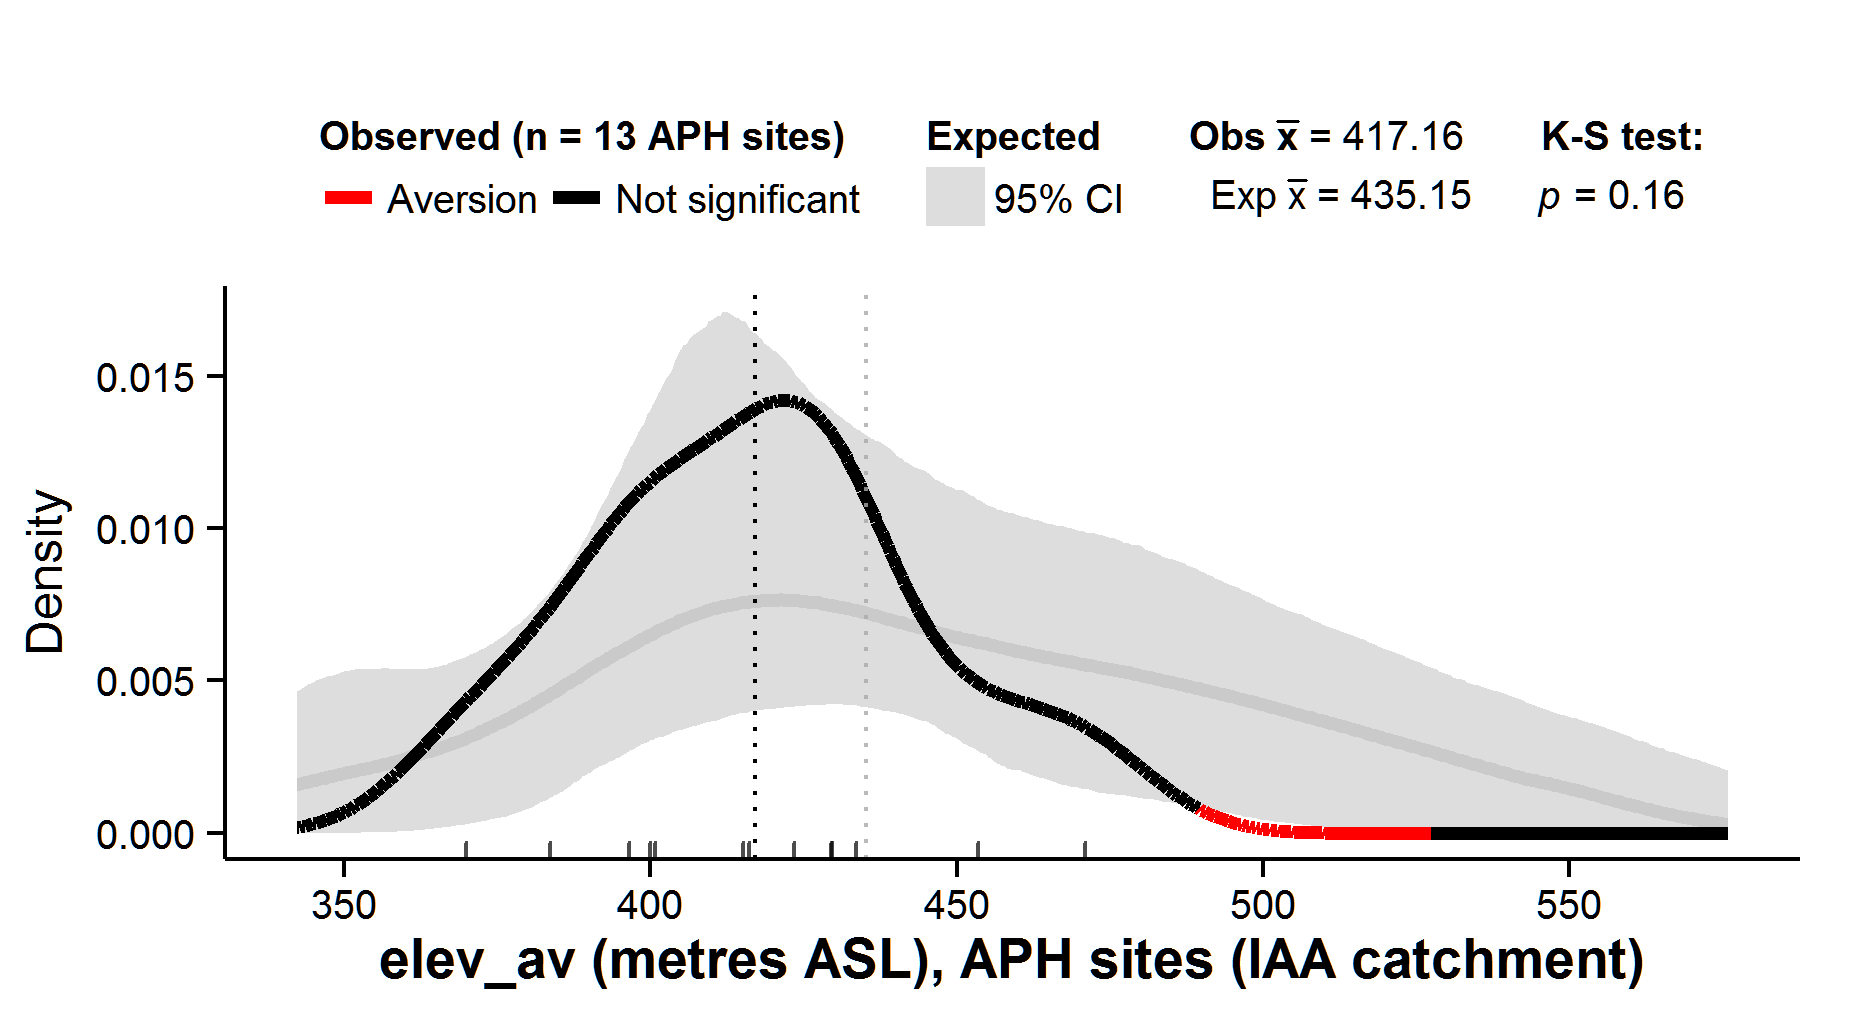 Observed (n = 13 APH sites) Expected Obs x̅ = 417.16 K-S test:
Aversion Not significant 95% CI Exp x̅ = 435.15 p = 0.16
0.015
0.010
0.005
0.000
Density
350 400 450 500 550
elev_av (metres ASL), APH sites (IAA catchment)